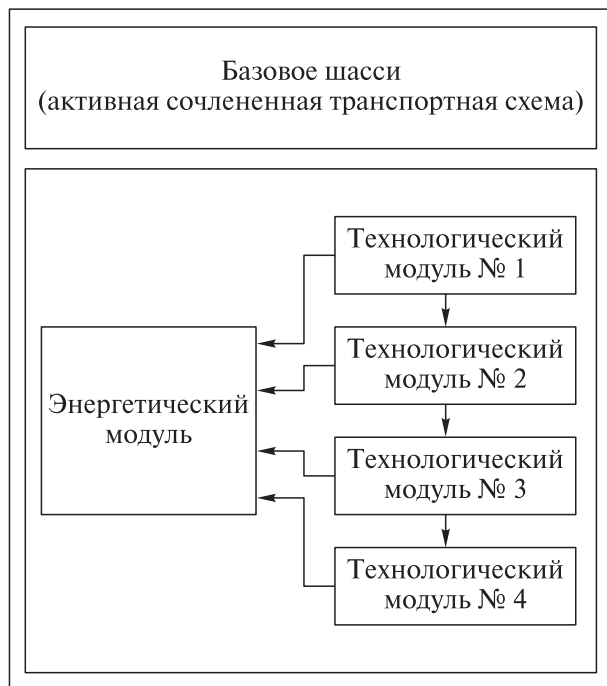 Базовое шасси
(активная сочлененная транспортная схема)
Технологический
модуль № 1
Технологический
модуль № 2
Энергетический
модуль
Технологический
модуль № 3
Технологический
модуль № 4